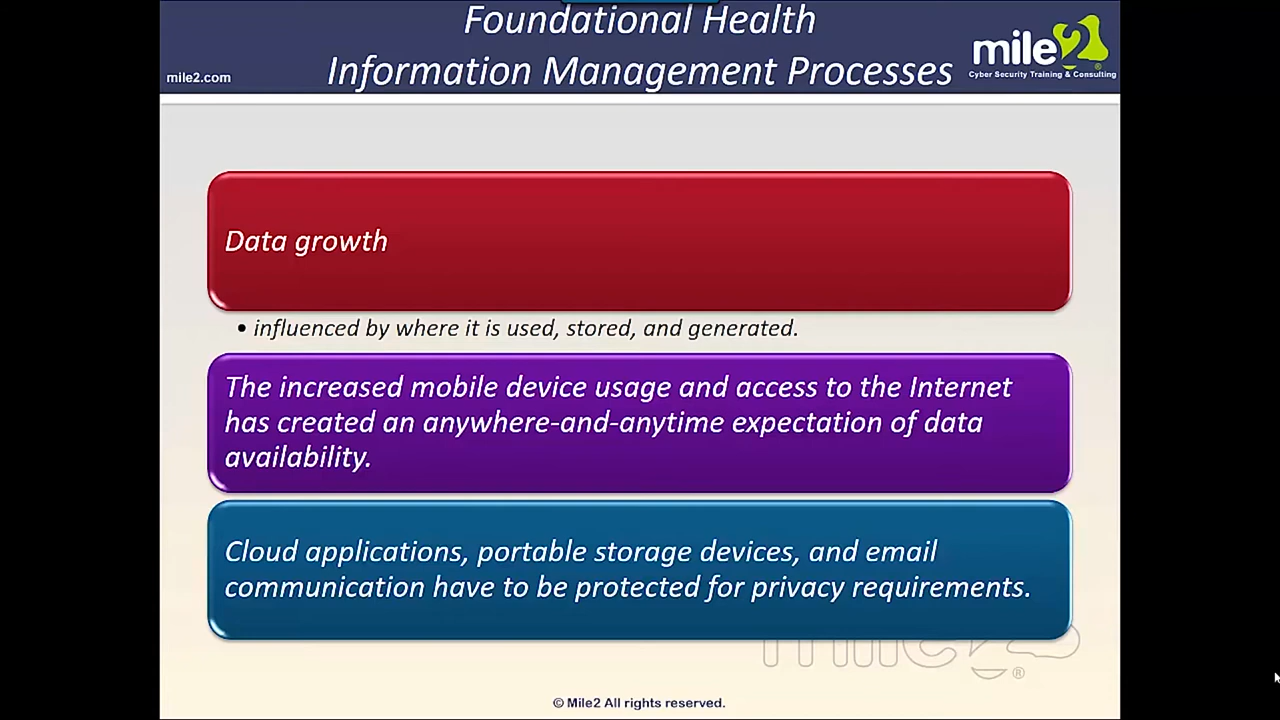 Foundational Health
Information Management Processes
mile2.com
mile2
®
Cyber Security Training & Consulting
Data growth
• influenced by where it is used, stored, and generated.
The increased mobile device usage and access to the Internet
has created an anywhere-and-anytime expectation of data
availability.
Cloud applications, portable storage devices, and email
communication have to be protected for privacy requirements.
mile2
®
© Mile2 All rights reserved.